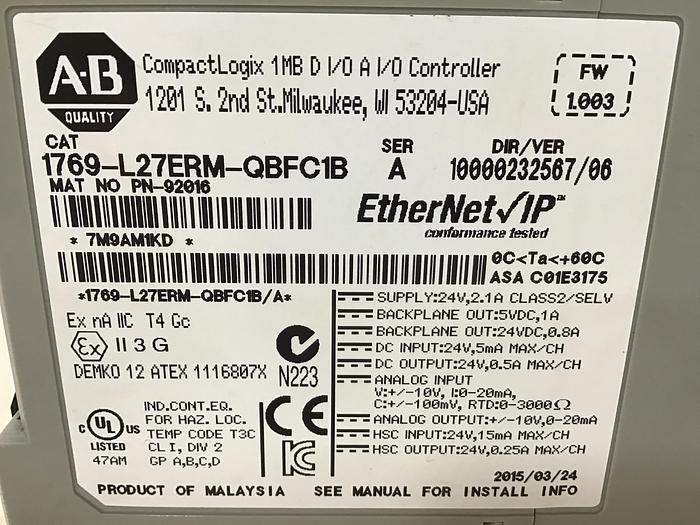 A-B
QUALITY
CompactLogix 1MB D I/O A I/O Controller
1201 S. 2nd St.Milwaukee, WI 53204-USA
FW
1.003
CAT
1769-L27ERM-QBFC1B
SER
A
DIR/VER
10000232567/06
MAT NO PN-92016
EtherNet/IP™
conformance tested
* 7M9AM1KD *
0C<Ta<+60C
ASA C01E3175
*1769-L27ERM-QBFC1B/A*
Ex nA IIC T4 Gc
Ex II 3 G
DEMKO 12 ATEX 1116807X
N223
SUPPLY:24V,2.1A CLASS2/SELV
BACKPLANE OUT:5VDC,1A
BACKPLANE OUT:24VDC,0.8A
DC INPUT:24V,5mA MAX/CH
DC OUTPUT:24V,0.5A MAX/CH
ANALOG INPUT
V:+/-10V, I:0-20mA,
C:+/-100mV, RTD:0-3000Ω
ANALOG OUTPUT:+/-10V,0-20mA
HSC INPUT:24V,15mA MAX/CH
HSC OUTPUT:24V,0.25A MAX/CH
C UL US
LISTED
47AM
IND.CONT.EQ.
FOR HAZ. LOC.
TEMP CODE T3C
CL I, DIV 2
GP A,B,C,D
CE
KC
2015/03/24
PRODUCT OF MALAYSIA SEE MANUAL FOR INSTALL INFO